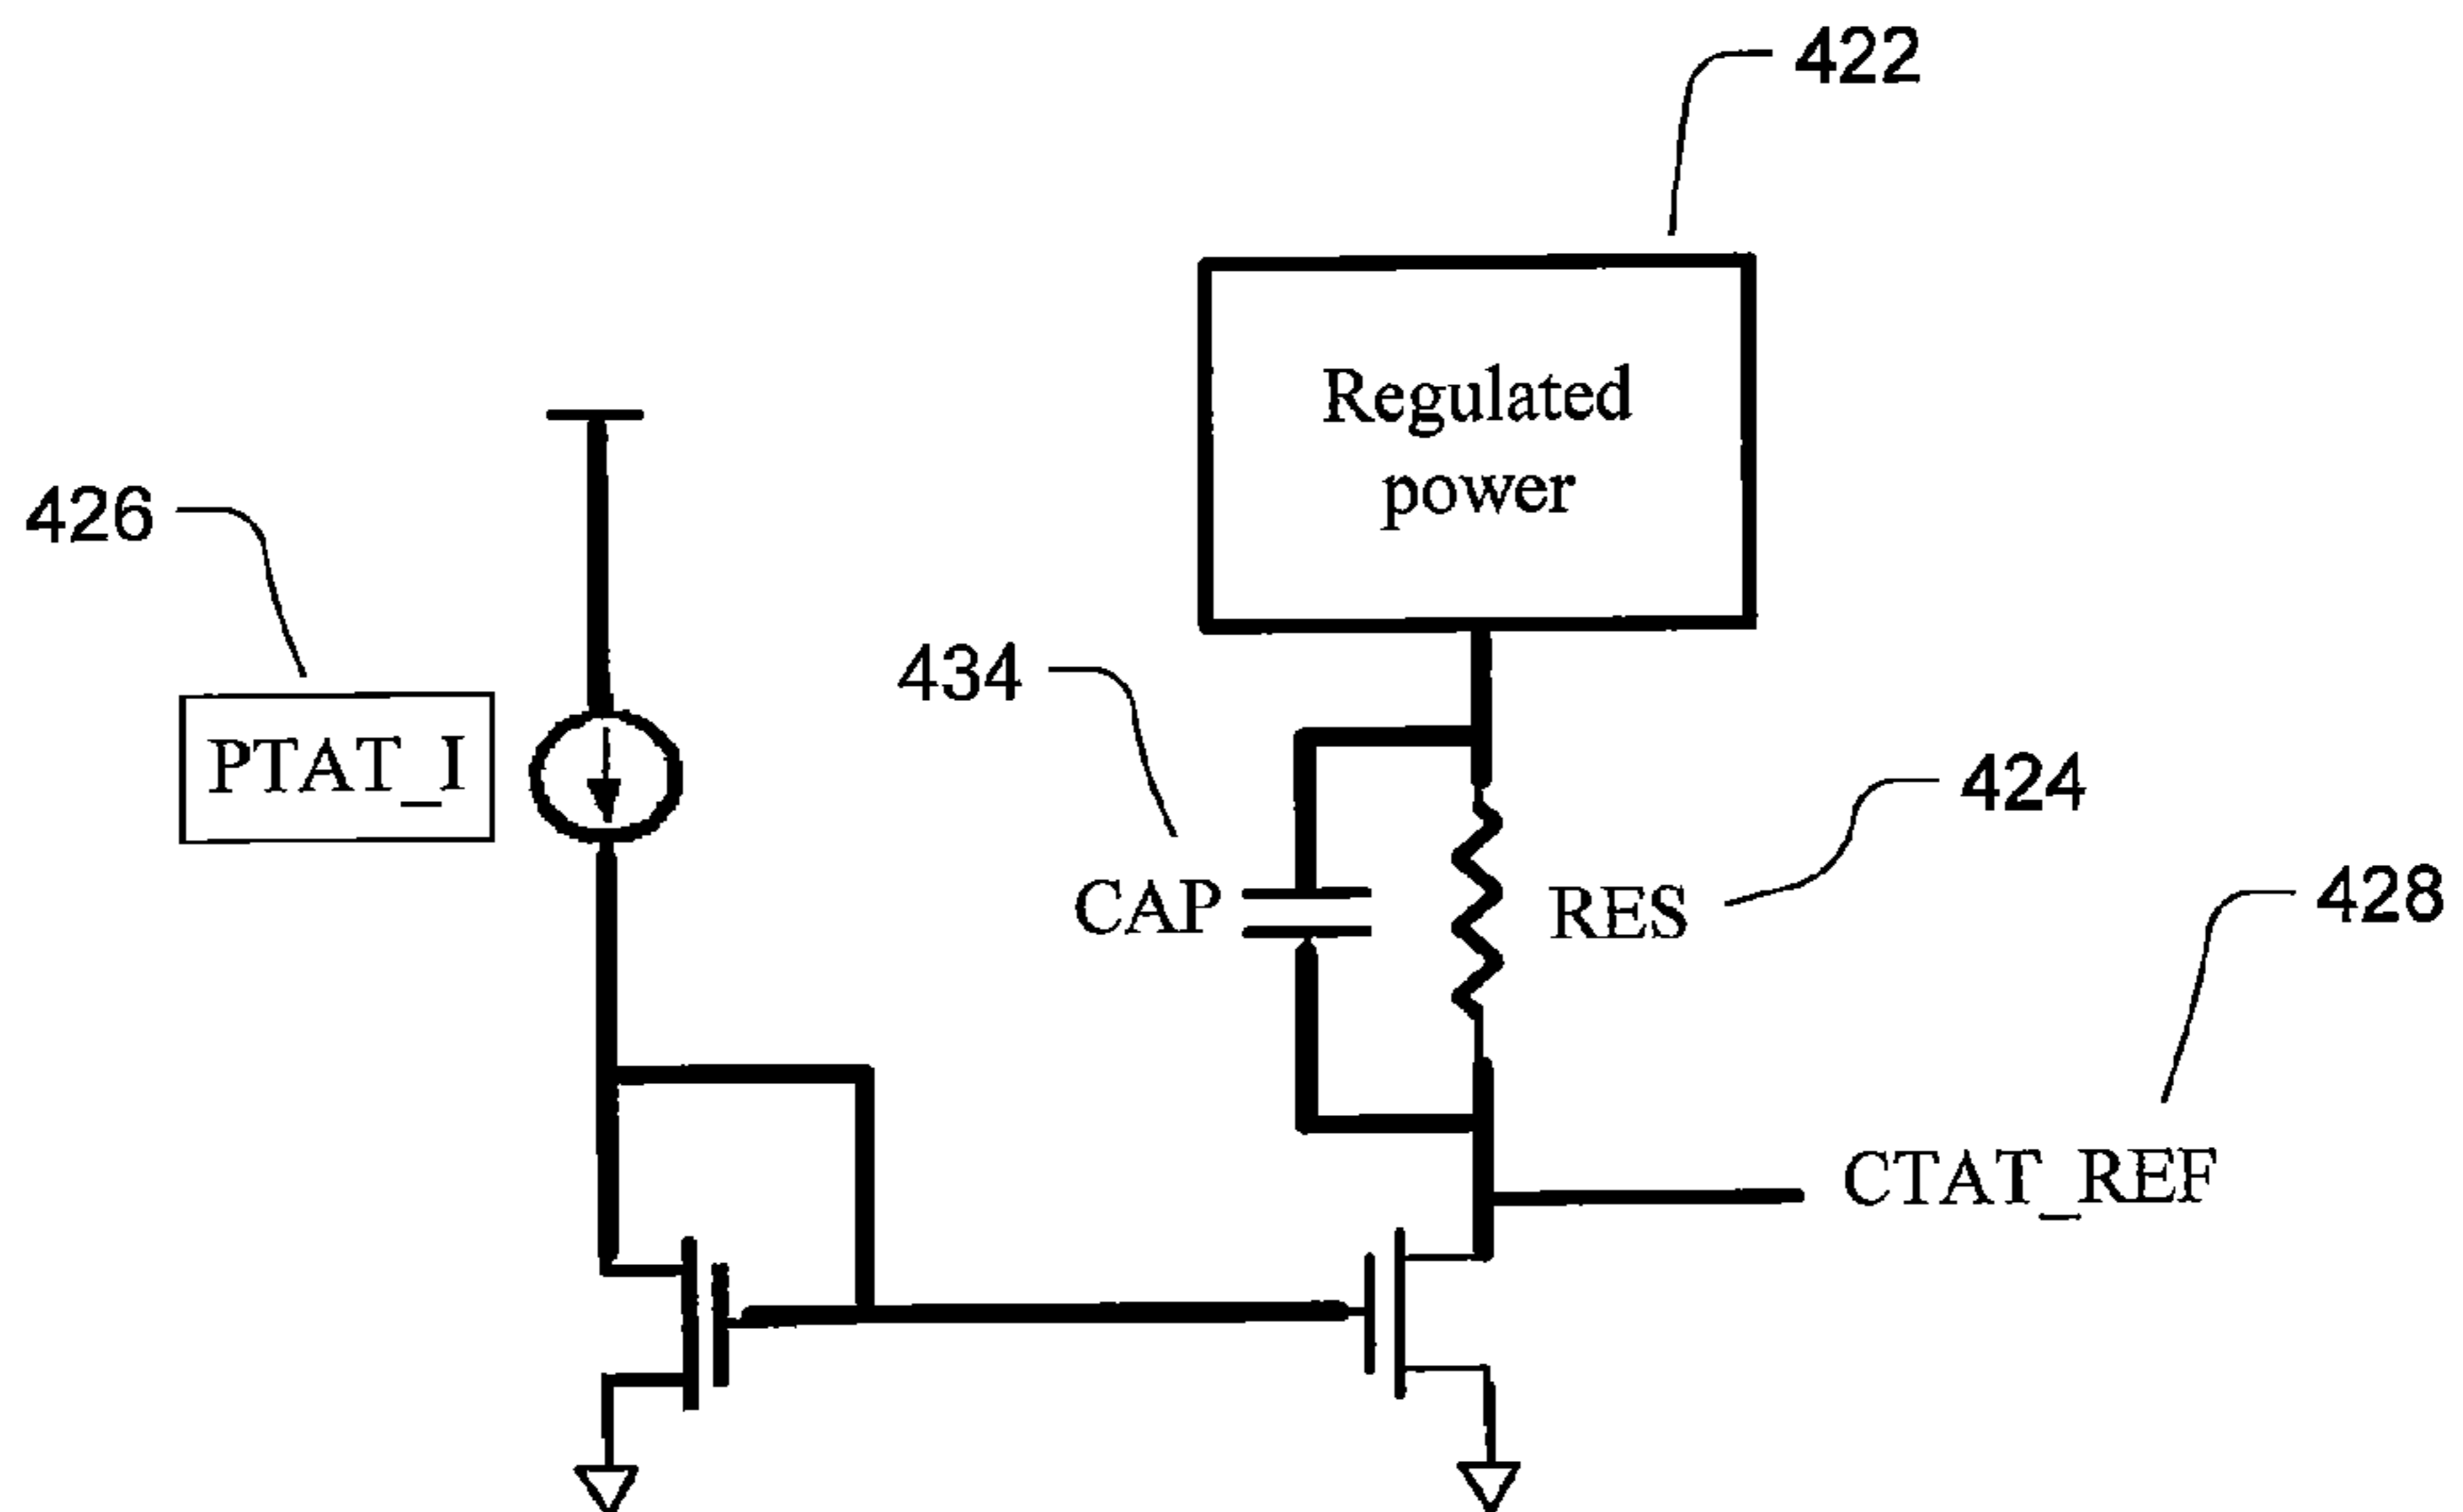 422
Regulated
power
426
434
PTAT_I
424
CAP
RES
428
CTAT_REF